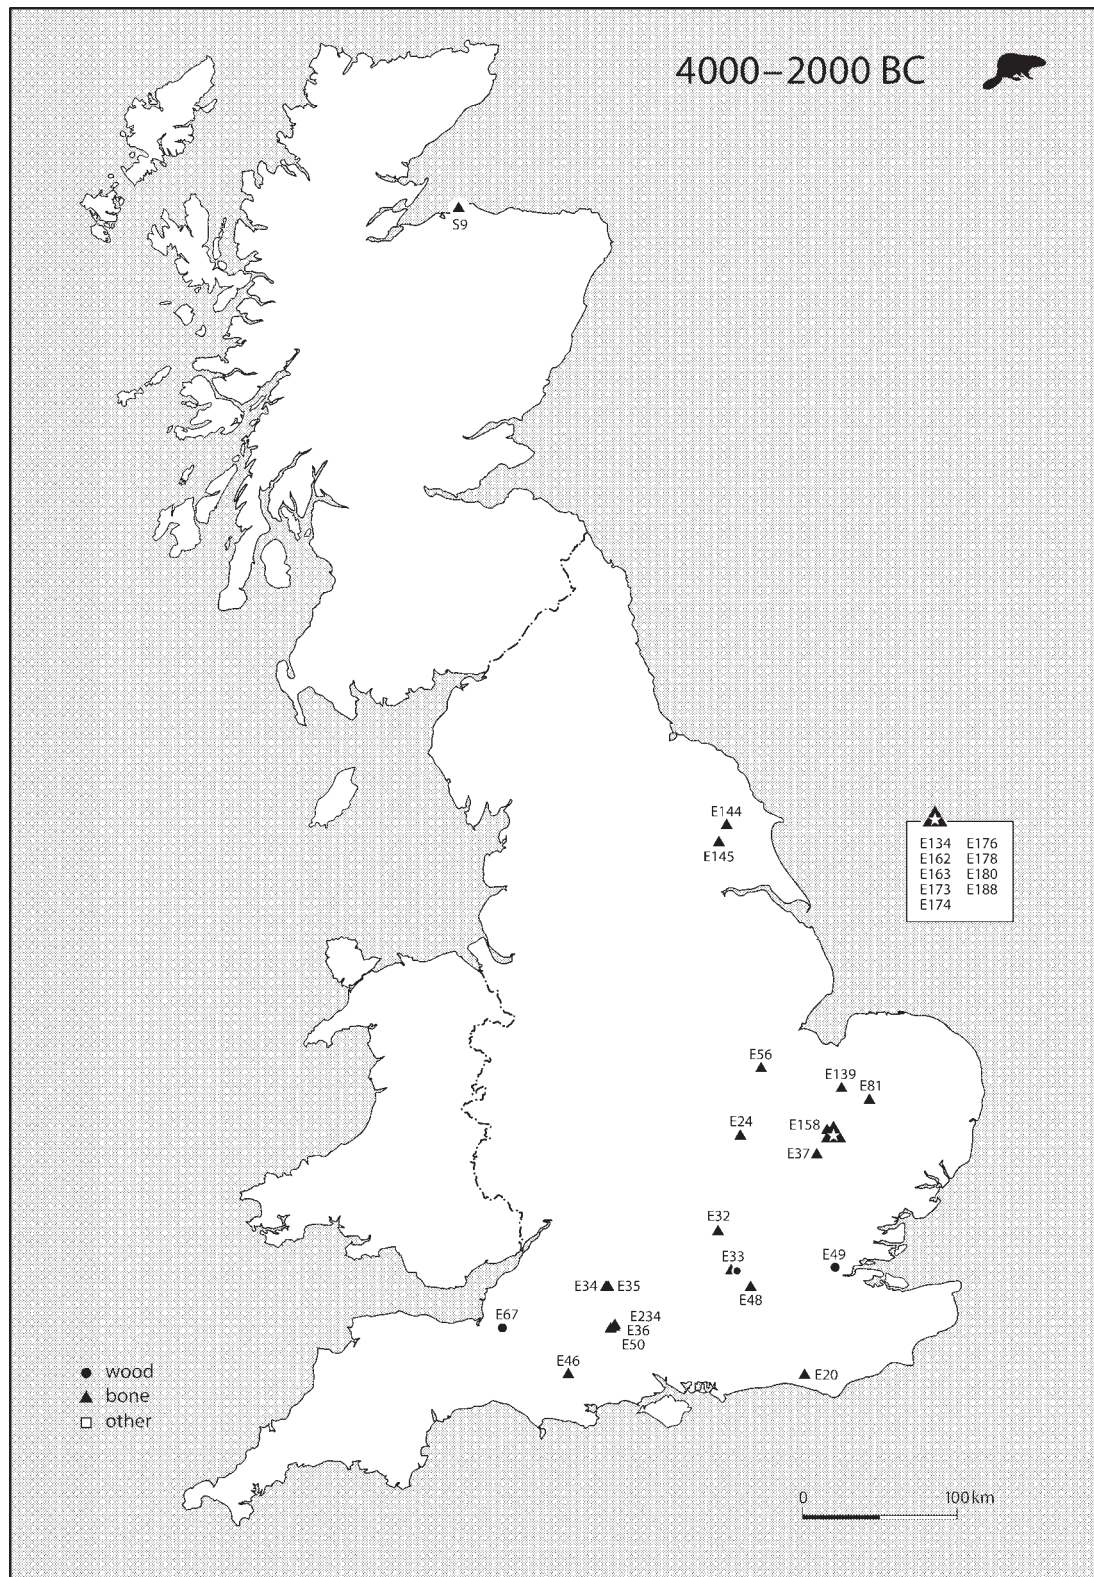 4000–2000 BC
S9
E144
E145
E134 E176
E162 E178
E163 E180
E173 E188
E174
E56
E139
E81
E24
E158
E37
E32
E33
E49
E34 E35
E48
E67
E234
E36
E50
E46
E20
wood
bone
other
0 100 km